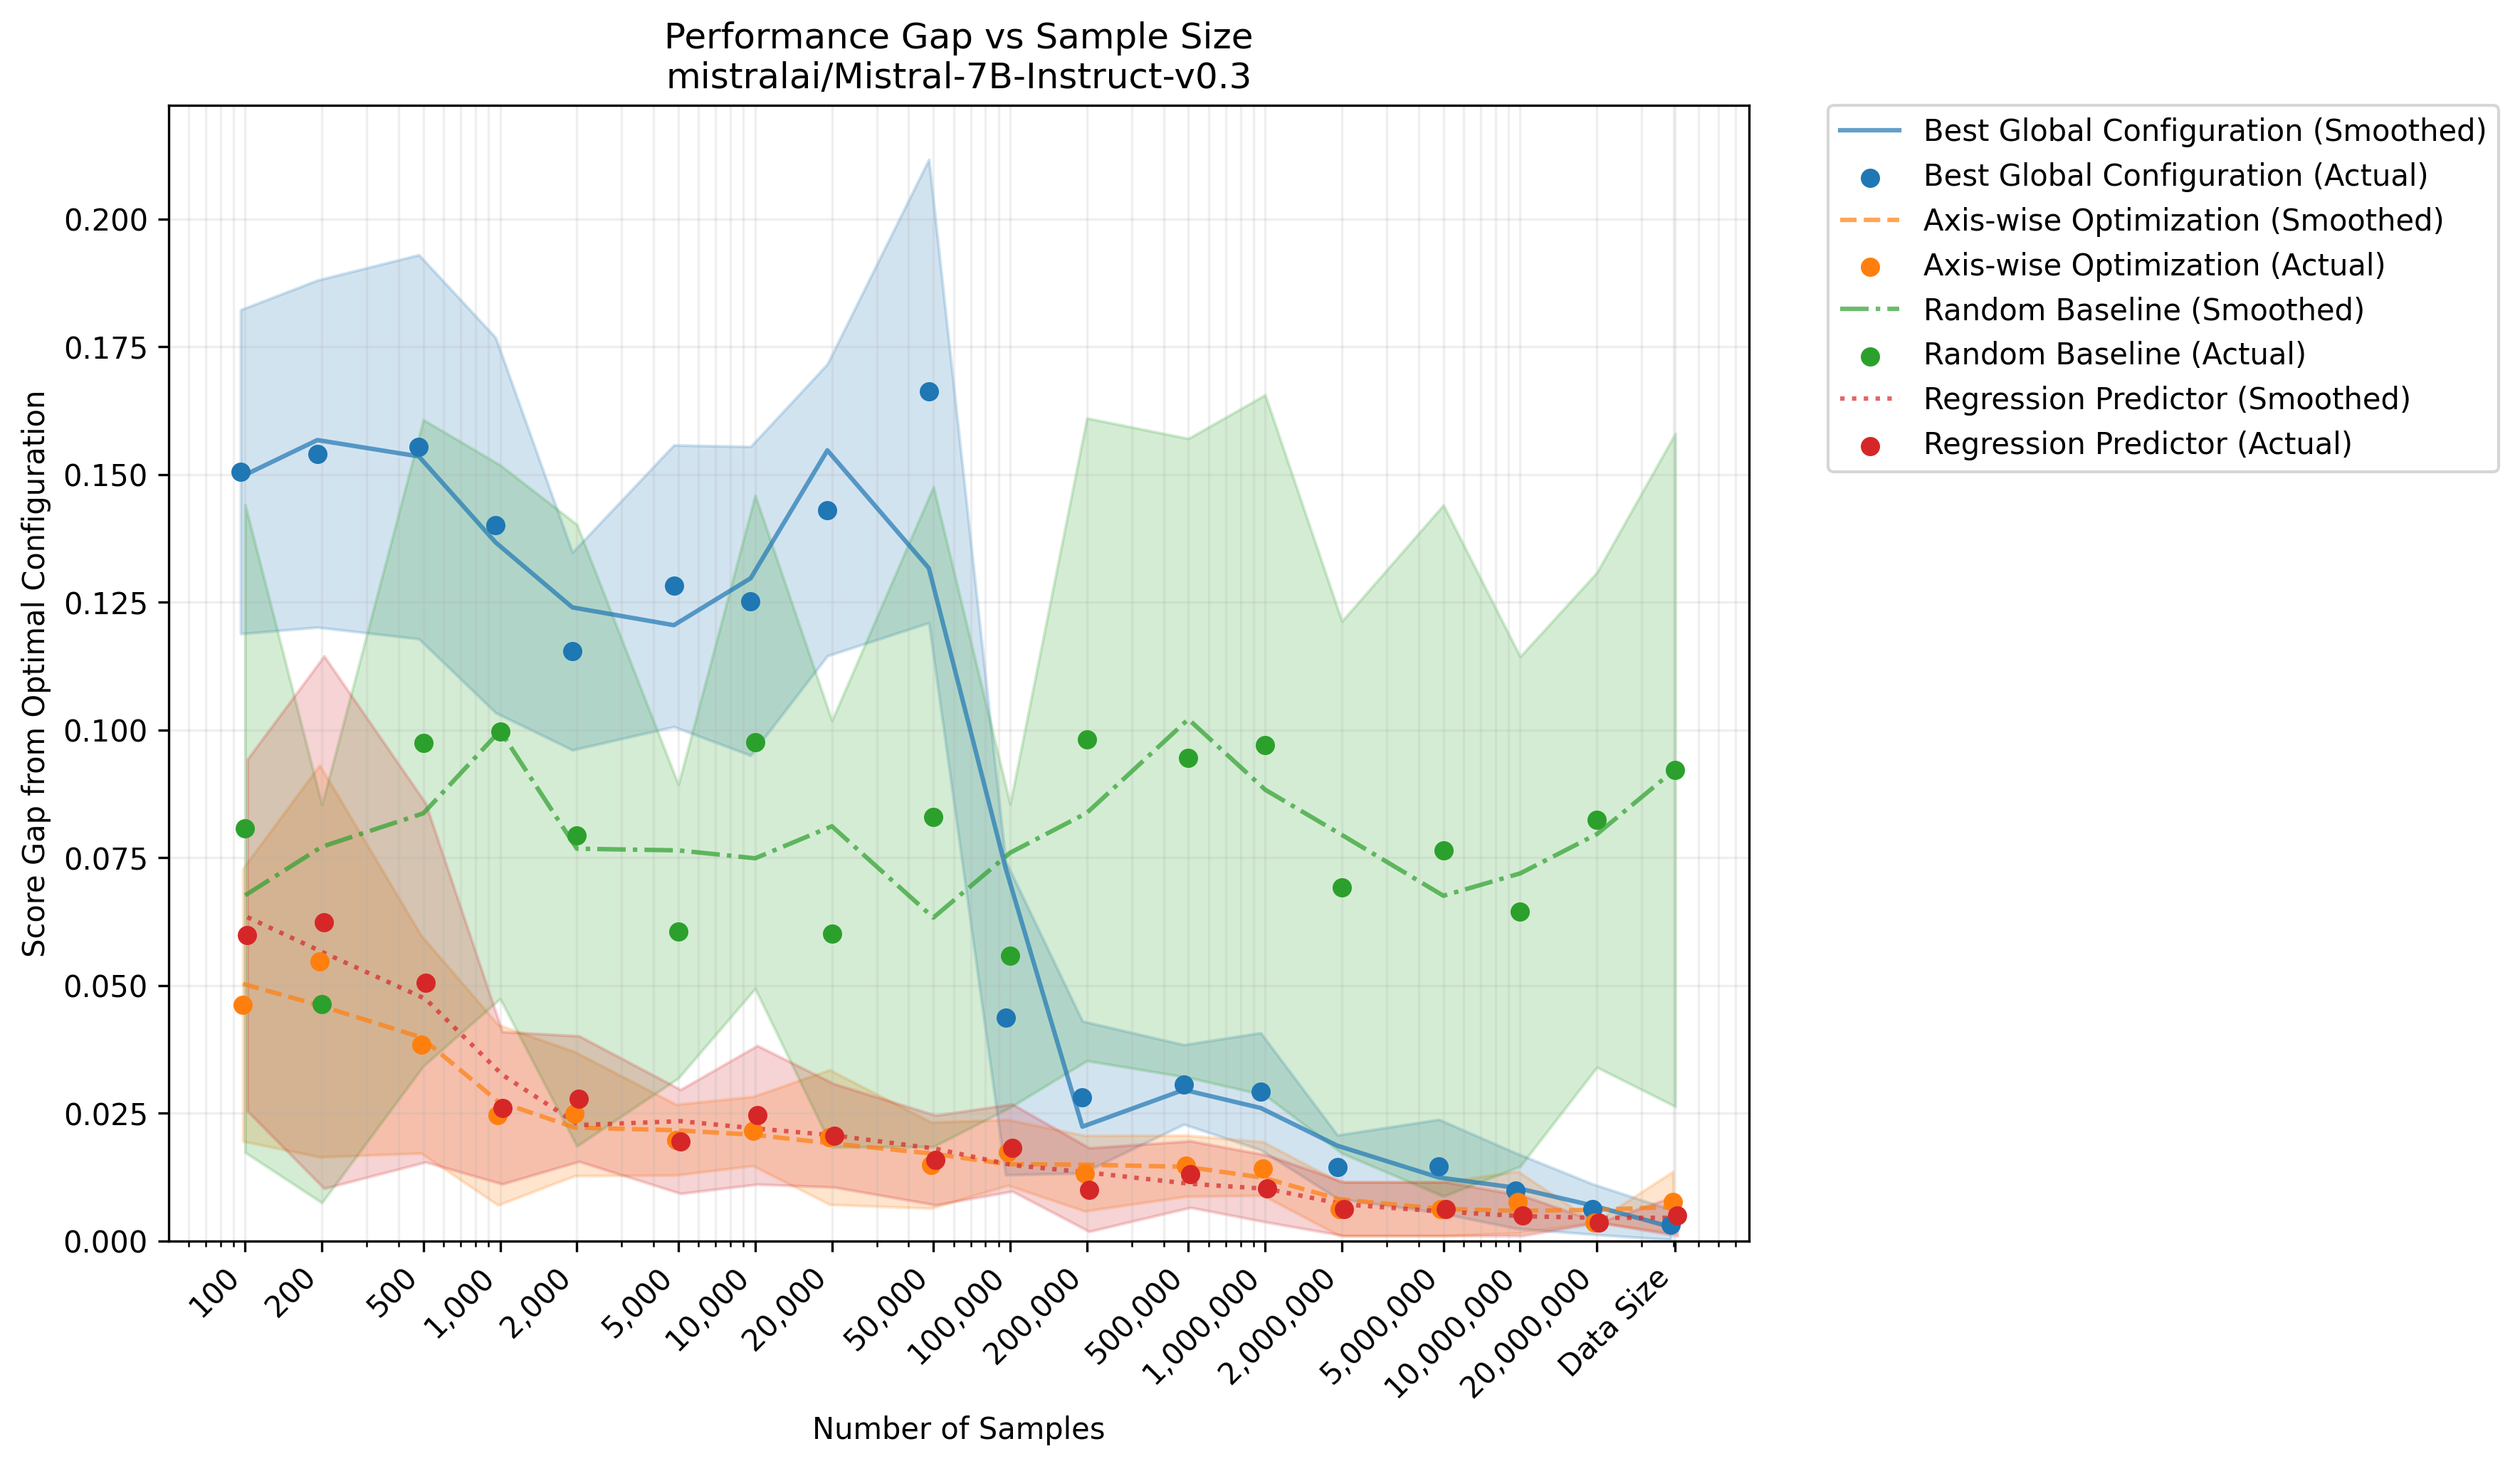 Performance Gap vs Sample Size
mistralai/Mistral-7B-Instruct-v0.3
Score Gap from Optimal Configuration
0.200
0.175
0.150
0.125
0.100
0.075
0.050
0.025
0.000
100
200
500
1,000
2,000
5,000
10,000
20,000
50,000
100,000
200,000
500,000
1,000,000
2,000,000
5,000,000
10,000,000
20,000,000
Data Size
Number of Samples
Best Global Configuration (Smoothed)
Best Global Configuration (Actual)
Axis-wise Optimization (Smoothed)
Axis-wise Optimization (Actual)
Random Baseline (Smoothed)
Random Baseline (Actual)
Regression Predictor (Smoothed)
Regression Predictor (Actual)